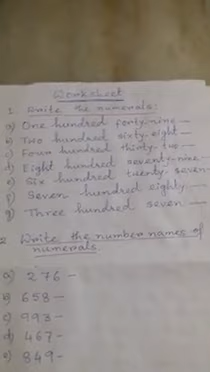 Worksheet
1. Write the numerals:
a) One hundred forty-nine —
b) Two hundred sixty-eight —
c) Four hundred thirty-two —
d) Eight hundred seventy-nine-
e) Six hundred twenty-seven-
f) Seven hundred eighty —
g) Three hundred seven —
2. Write the number names of
numerals
a) 276 -
b) 658 -
c) 993 -
d) 467 -
e) 849 -